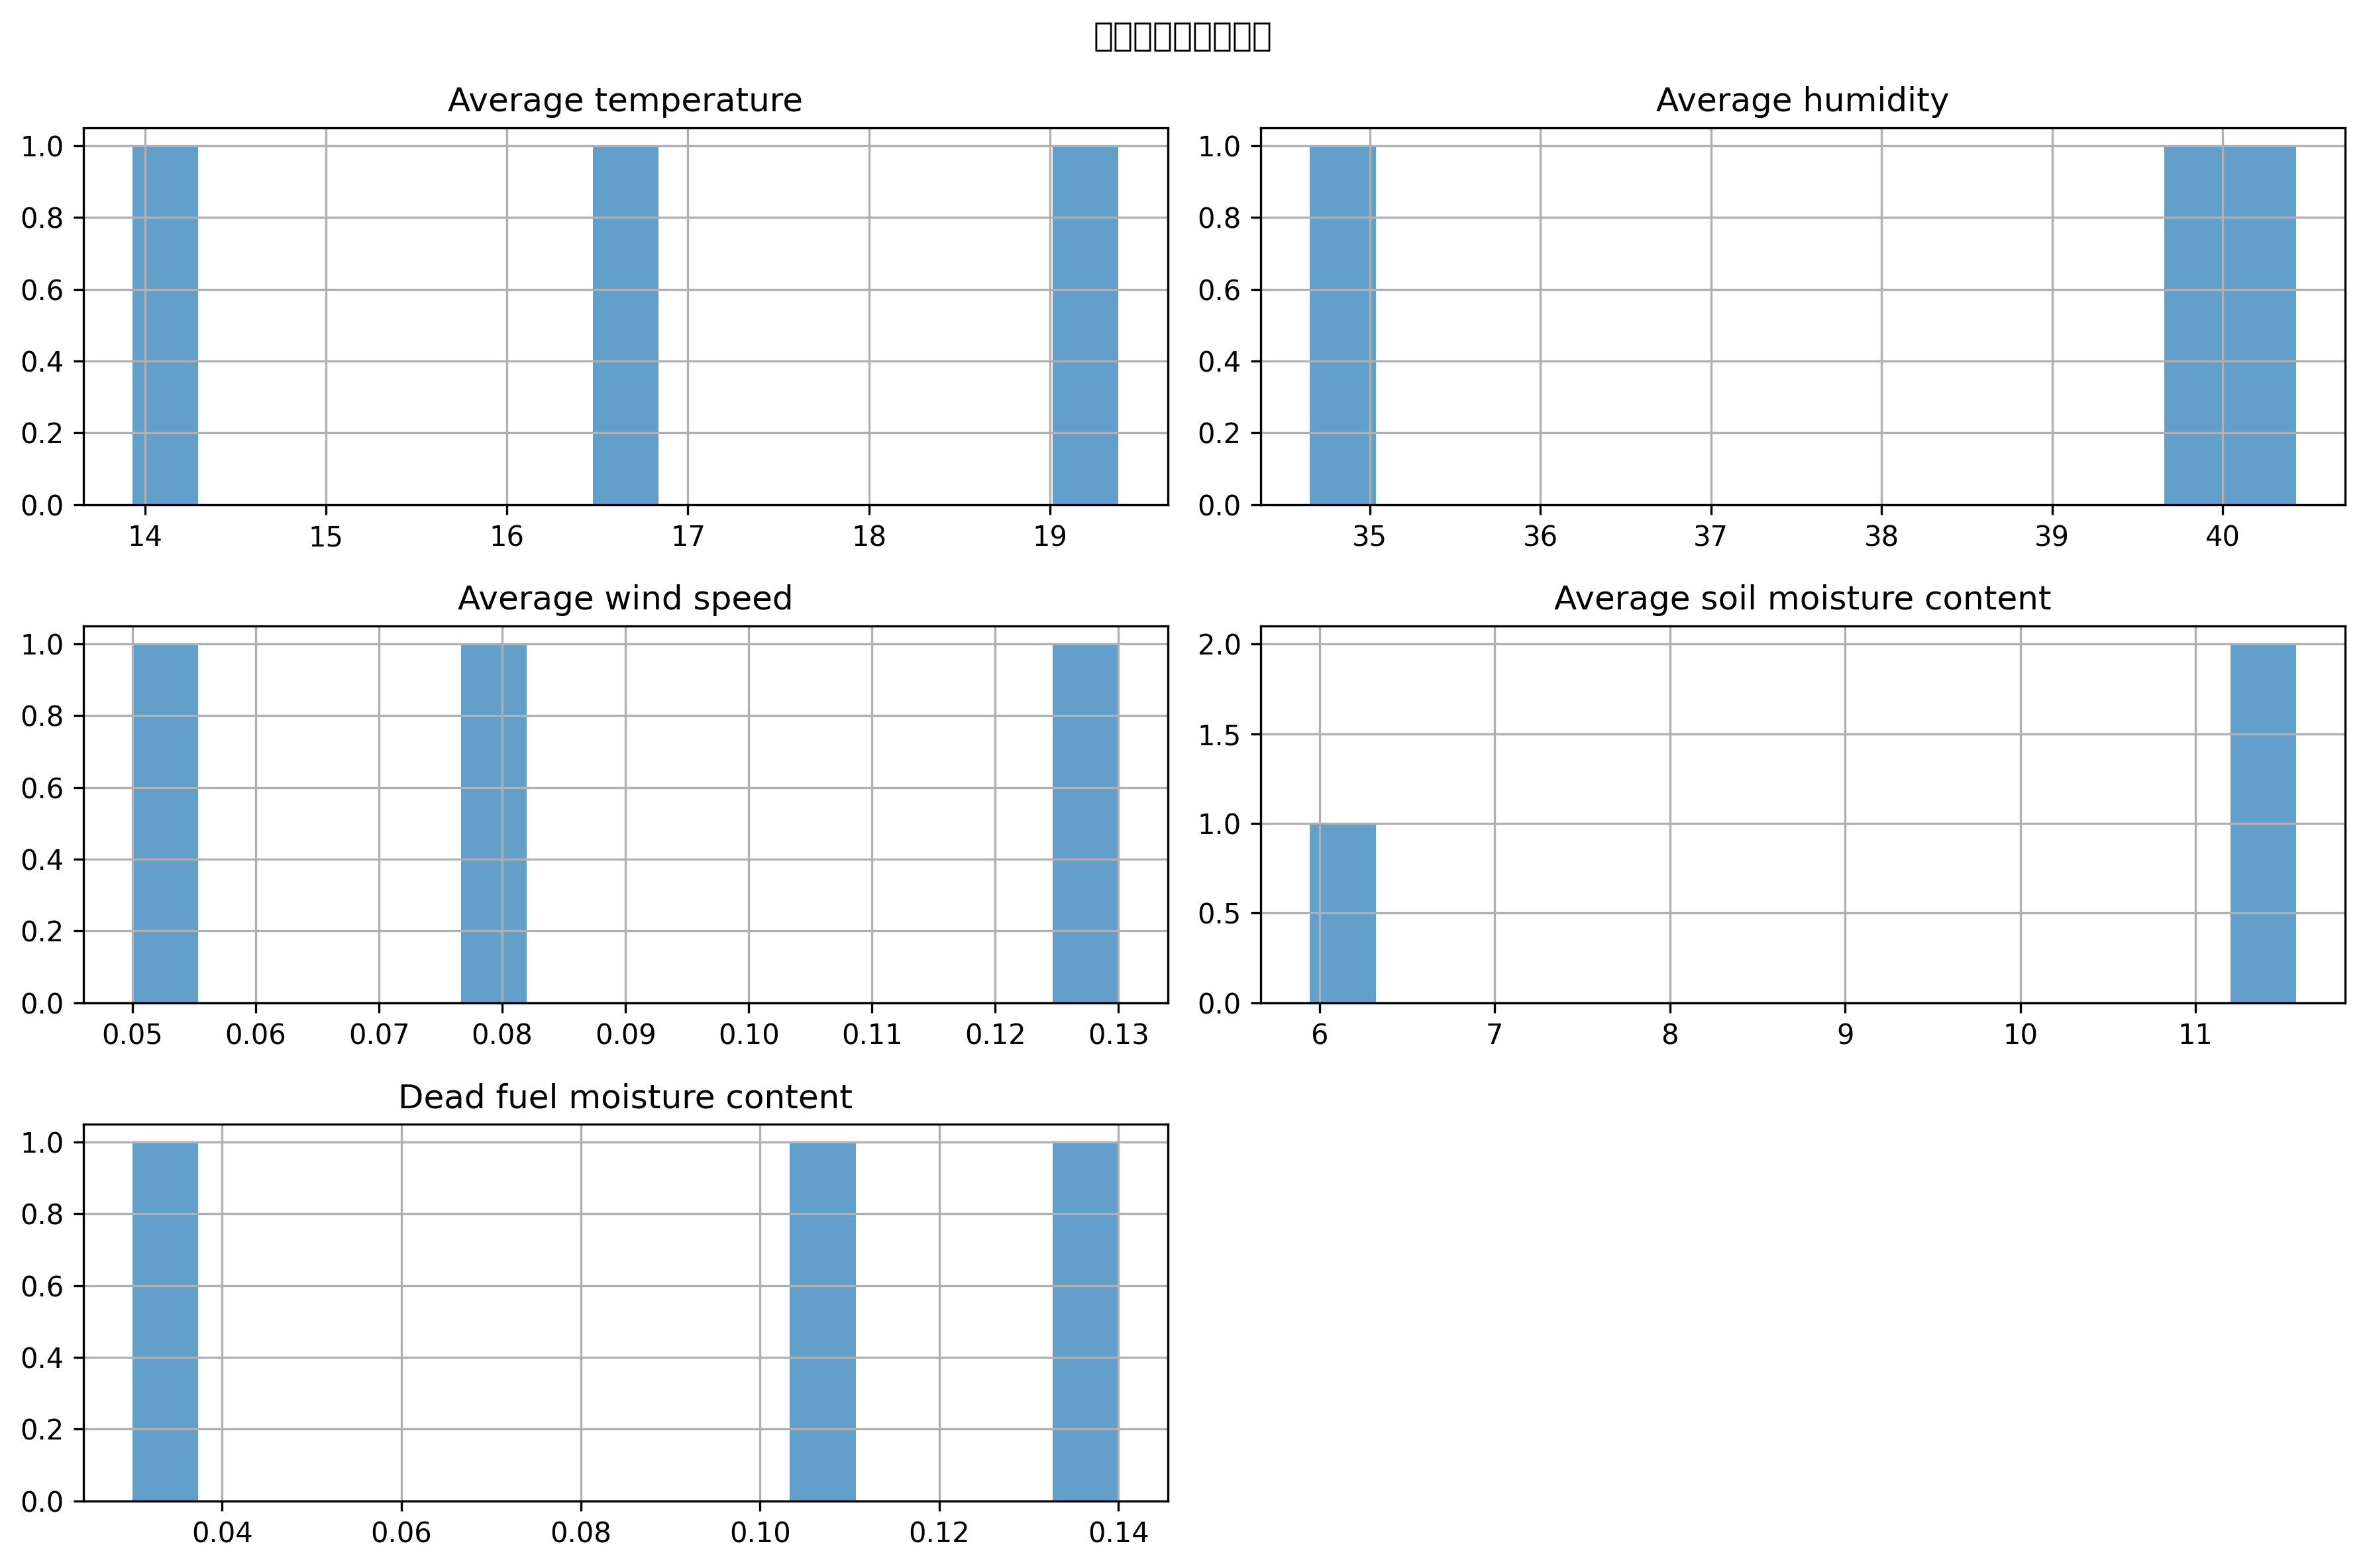 Average temperature
1.0
0.8
0.6
0.4
0.2
0.0
14 15 16 17 18 19
Average humidity
1.0
0.8
0.6
0.4
0.2
0.0
35 36 37 38 39 40
Average wind speed
1.0
0.8
0.6
0.4
0.2
0.0
0.05 0.06 0.07 0.08 0.09 0.10 0.11 0.12 0.13
Average soil moisture content
2.0
1.5
1.0
0.5
0.0
6 7 8 9 10 11
Dead fuel moisture content
1.0
0.8
0.6
0.4
0.2
0.0
0.04 0.06 0.08 0.10 0.12 0.14